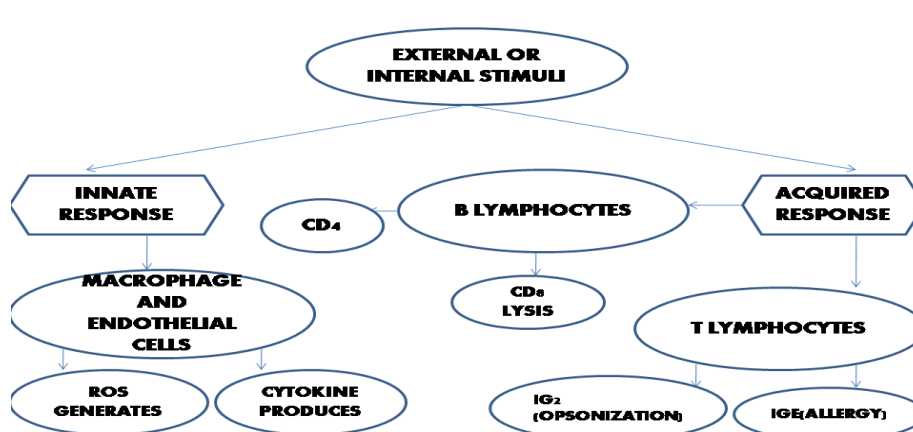 EXTERNAL OR
INTERNAL STIMULI
INNATE
RESPONSE
CD4
B LYMPHOCYTES
ACQUIRED
RESPONSE
MACROPHAGE
AND
ENDOTHELIAL
CELLS
CD8
LYSIS
T LYMPHOCYTES
ROS
GENERATES
CYTOKINE
PRODUCES
IG2
(OPSONIZATION)
IGE(ALLERGY)